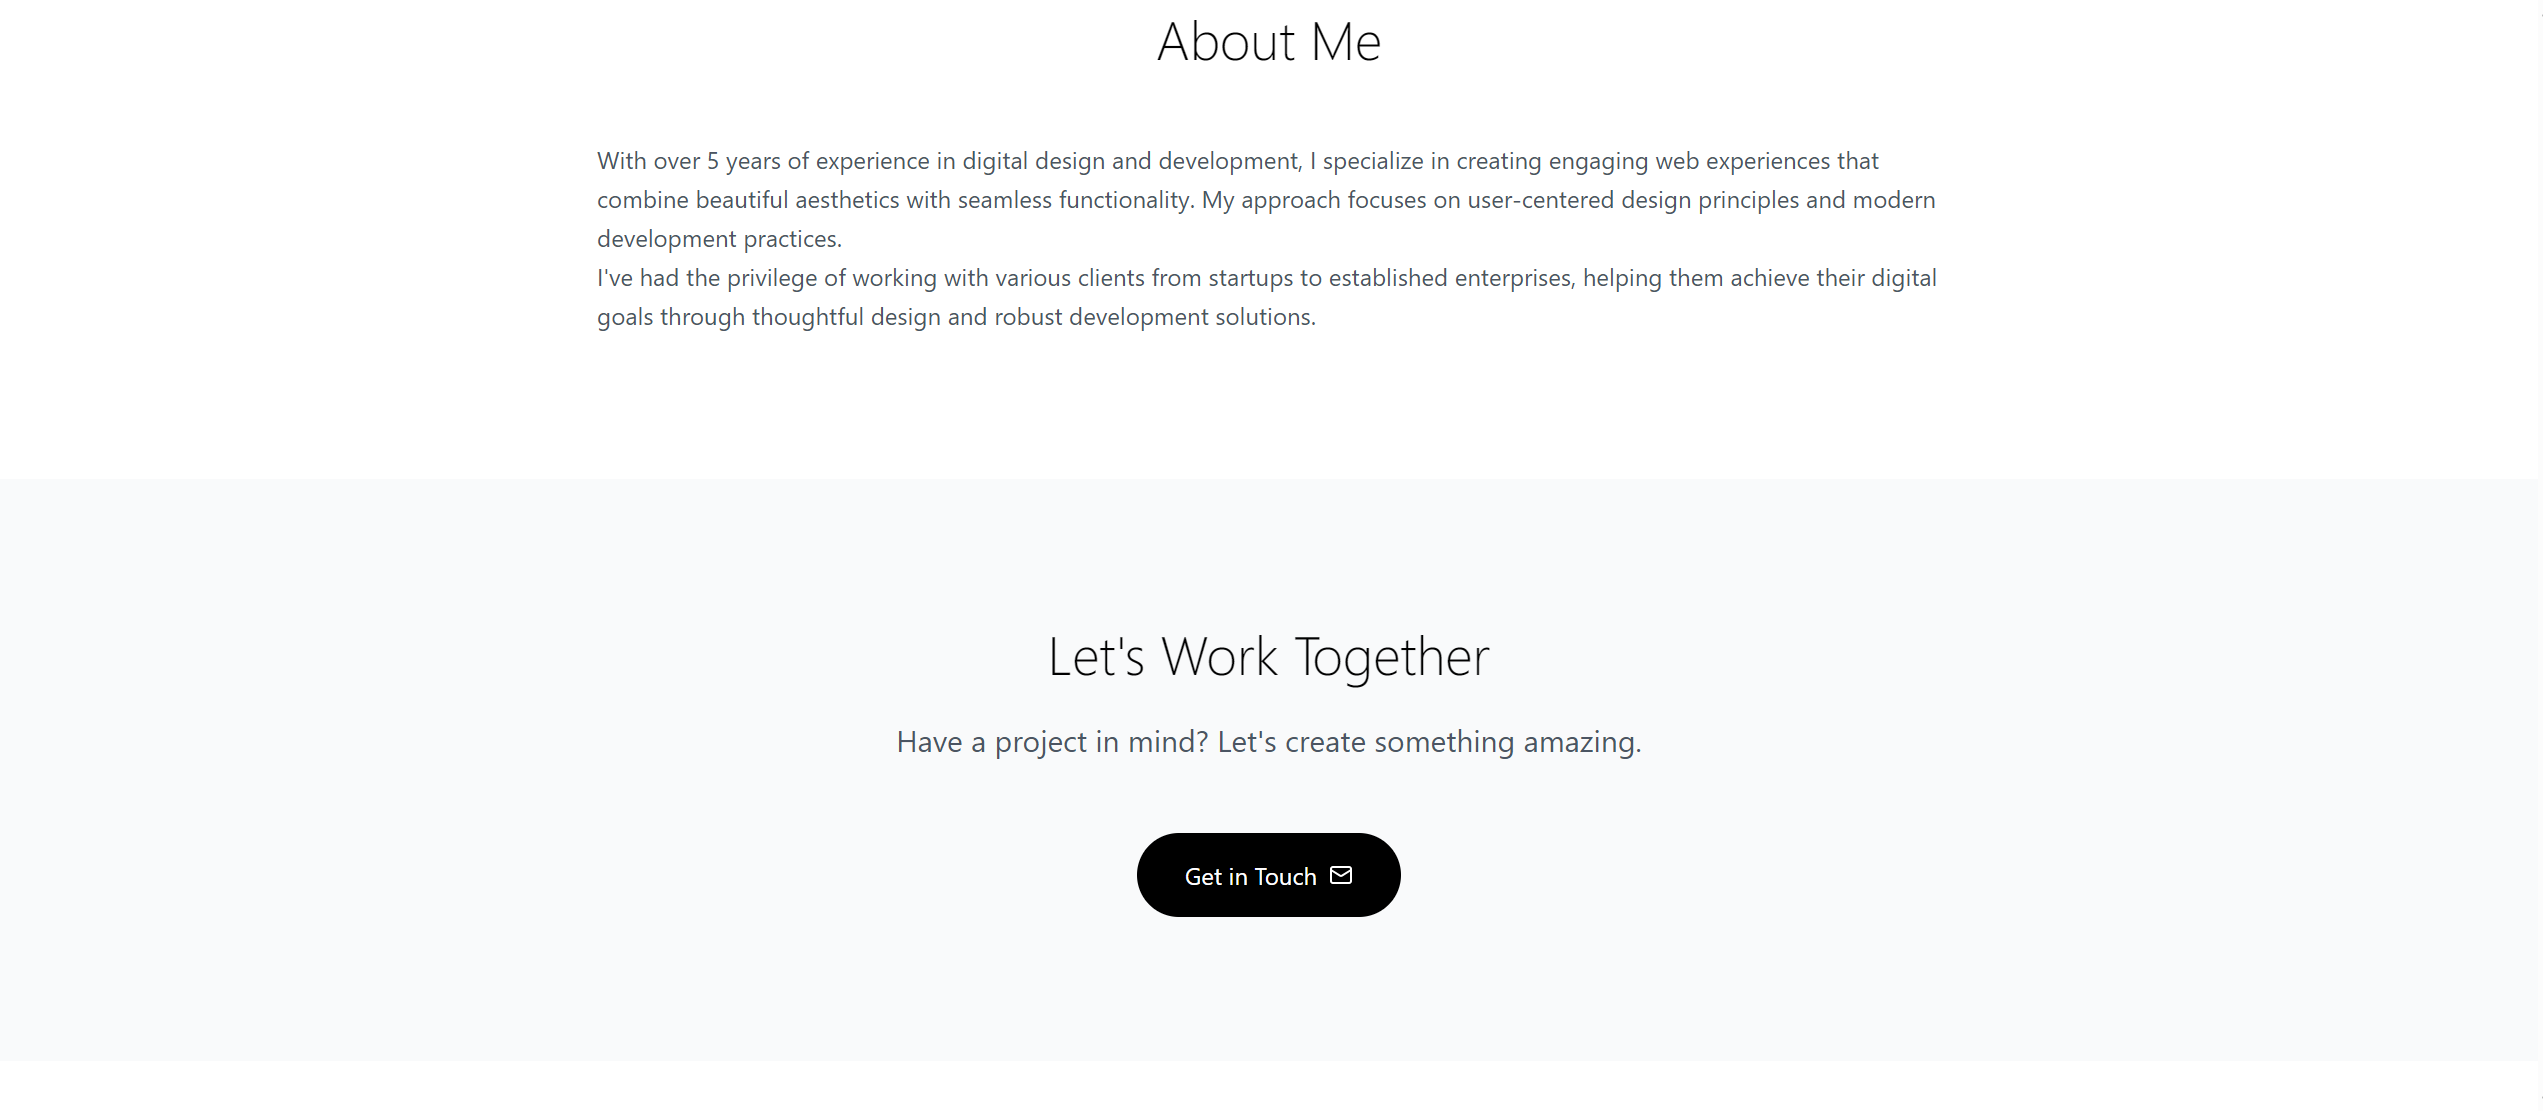 About Me
With over 5 years of experience in digital design and development, I specialize in creating engaging web experiences that
combine beautiful aesthetics with seamless functionality. My approach focuses on user-centered design principles and modern
development practices.
I've had the privilege of working with various clients from startups to established enterprises, helping them achieve their digital
goals through thoughtful design and robust development solutions.
Let's Work Together
Have a project in mind? Let's create something amazing.
Get in Touch